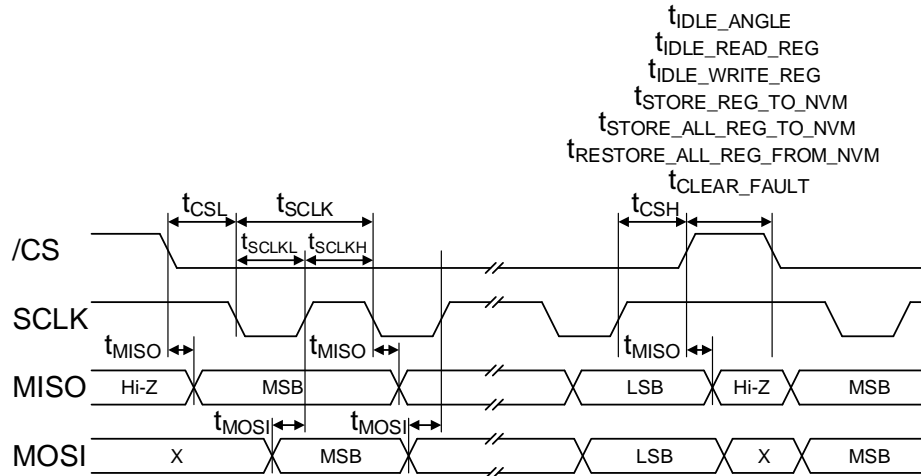 tIDLE_ANGLE
tIDLE_READ_REG
tIDLE_WRITE_REG
tSTORE_REG_TO_NVM
tSTORE_ALL_REG_TO_NVM
tRESTORE_ALL_REG_FROM_NVM
tCLEAR_FAULT
tCSL tSCLK tCSH
/CS tSCLKL tSCLKH
SCLK
tMISO tMISO tMISO
MISO Hi-Z MSB LSB Hi-Z MSB
tMOSI tMOSI
MOSI X MSB LSB X MSB